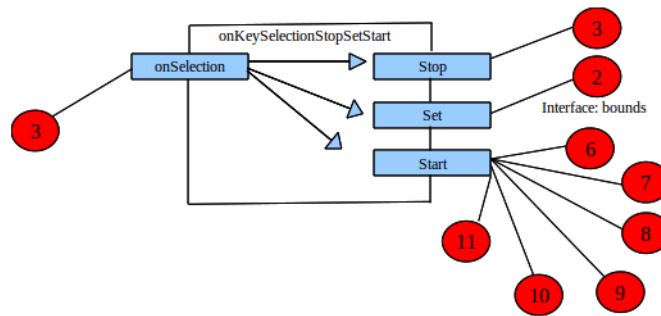 onKeySelectionStopSetStart
3
onSelection
Stop
2
Set
Interface: bounds
3
6
Start
7
8
11
9
10